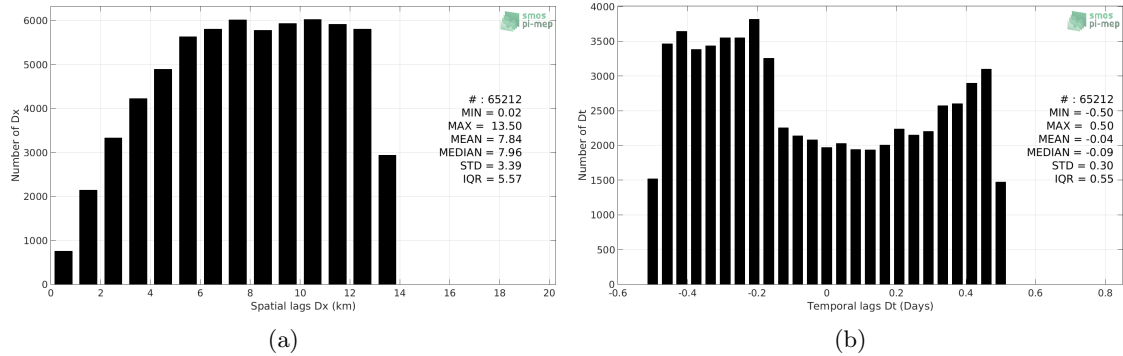 6000
5000
4000
3000
2000
1000
0
Number of Dx
smos
pi-mep
# : 65212
MIN = 0.02
MAX = 13.50
MEAN = 7.84
MEDIAN = 7.96
STD = 3.39
IQR = 5.57
0 2 4 6 8 10 12 14 16 18 20
Spatial lags Dx (km)
(a)
4000
3500
3000
2500
2000
1500
1000
500
0
Number of Dt
smos
pi-mep
# : 65212
MIN = -0.50
MAX = 0.50
MEAN = -0.04
MEDIAN = -0.09
STD = 0.30
IQR = 0.55
-0.6 -0.4 -0.2 0 0.2 0.4 0.6 0.8
Temporal lags Dt (Days)
(b)